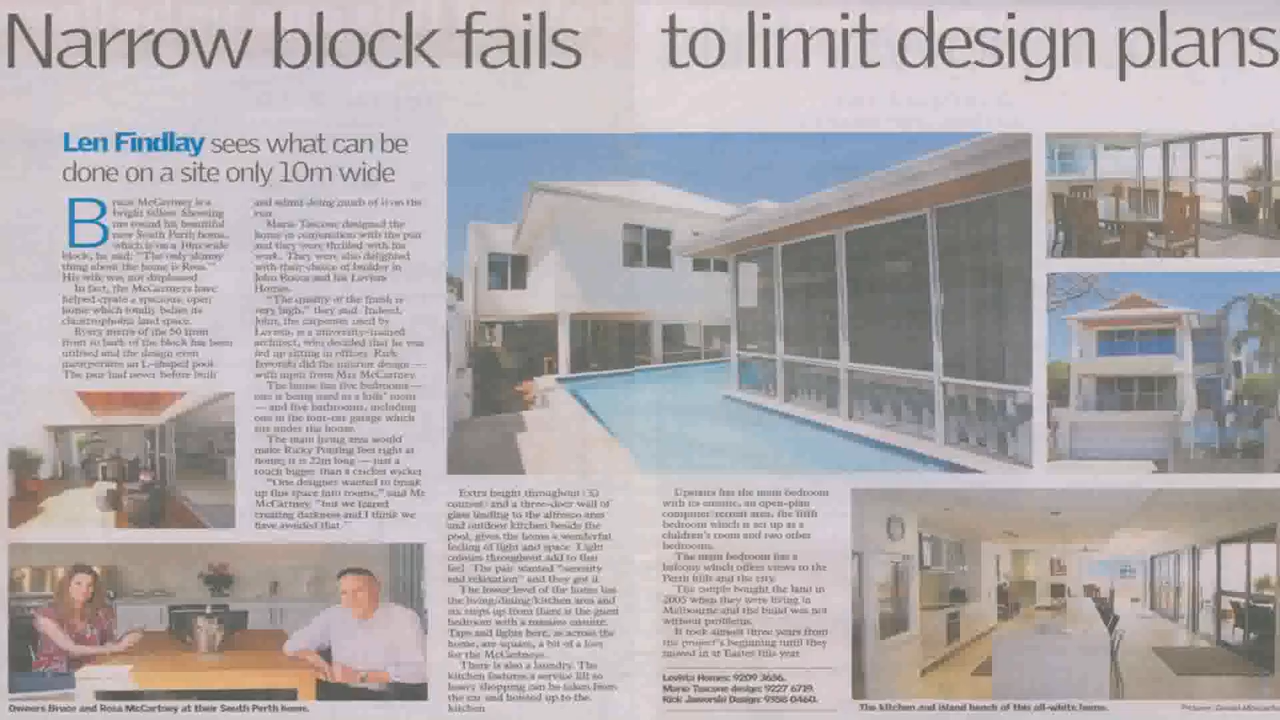 Narrow block fails to limit design plans
Len Findlay sees what can be
done on a site only 10m wide
Bruce McCartney is a
bright fellow. Showing
me round his beautiful
new South Perth home,
which is on a 10m-wide
block, he said: "The only skinny
thing about the home is Rosa."
His wife was not displeased.
In fact, the McCartneys have
helped create a spacious, open
home which totally belies its
claustrophobic land space.
Every metre of the 50 from
front to back of the block has been
utilised and the design even
incorporates an L-shaped pool.
The pair had never before built
and admit doing much of it on the
run.
Mario Tascone designed the
home in conjunction with the pair
and they were thrilled with his
work. They were also delighted
with their choice of builder in
John Rocca and his Lovista
Homes.
"The quality of the finish is
very high," they said. Indeed,
John, the carpenter used by
Lovista, is a university-trained
architect, who decided that he was
fed up sitting in offices. Rick
Jaworski did the interior design —
with input from Mrs McCartney.
The home has five bedrooms —
one is being used as a kids' room
— and five bathrooms, including
one in the four-car garage which
sits under the home.
The main living area would
make Ricky Ponting feel right at
home; it is 22m long — just a
touch bigger than a cricket wicket.
"One designer wanted to break
up this space into rooms," said Mr
McCartney, "but we feared
creating darkness and I think we
have avoided that."
Extra height throughout (32
courses) and a three-door wall of
glass leading to the alfresco area
and outdoor kitchen beside the
pool, gives the home a wonderful
feeling of light and space. Light
colours throughout add to that
feel. The pair wanted "serenity
and relaxation" and they got it.
The lower level of the home has
the living/dining/kitchen area and
six steps up from there is the guest
bedroom with a massive ensuite.
Taps and lights here, as across the
home, are square, a bit of a love
for the McCartneys.
There is also a laundry. The
kitchen features a service lift so
heavy shopping can be taken from
the car and hoisted up to the
kitchen.
Upstairs has the main bedroom
with its ensuite, an open-plan
computer/retreat area, the fifth
bedroom which is set up as a
children's room and two other
bedrooms.
The main bedroom has a
balcony which offers views to the
Perth hills and the city.
The couple bought the land in
2005 when they were living in
Melbourne and the build was not
without problems.
It took almost three years from
the project's beginning until they
moved in at Easter this year.
Lovista Homes: 9209 3656.
Mario Tascone design: 9227 6719.
Rick Jaworski Design: 9358 0460.
Owners Bruce and Rosa McCartney at their South Perth home.
The kitchen and island bench of this all-white home.
Pictures: